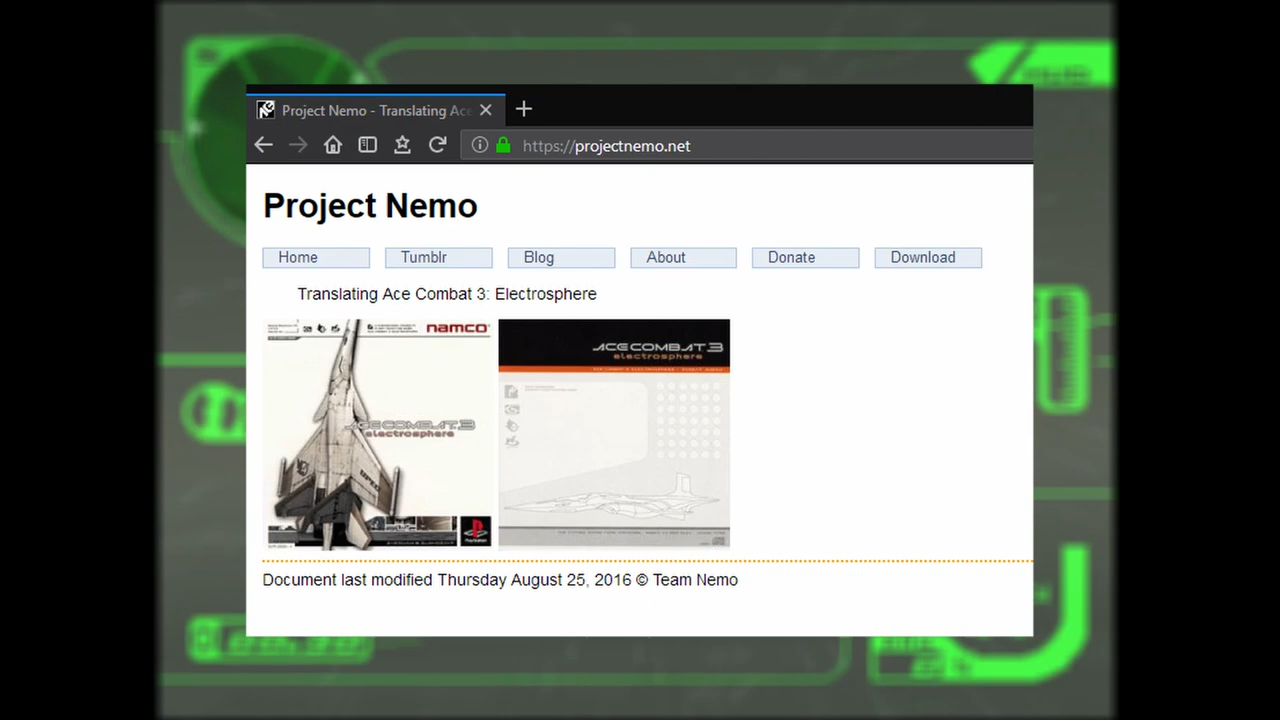 Project Nemo - Translating Ace
https://projectnemo.net
Project Nemo
Home Tumblr Blog About Donate Download
Translating Ace Combat 3: Electrosphere
namco
ACE COMBAT 3
electrosphere
ACE COMBAT 3
electrosphere
Document last modified Thursday August 25, 2016 © Team Nemo